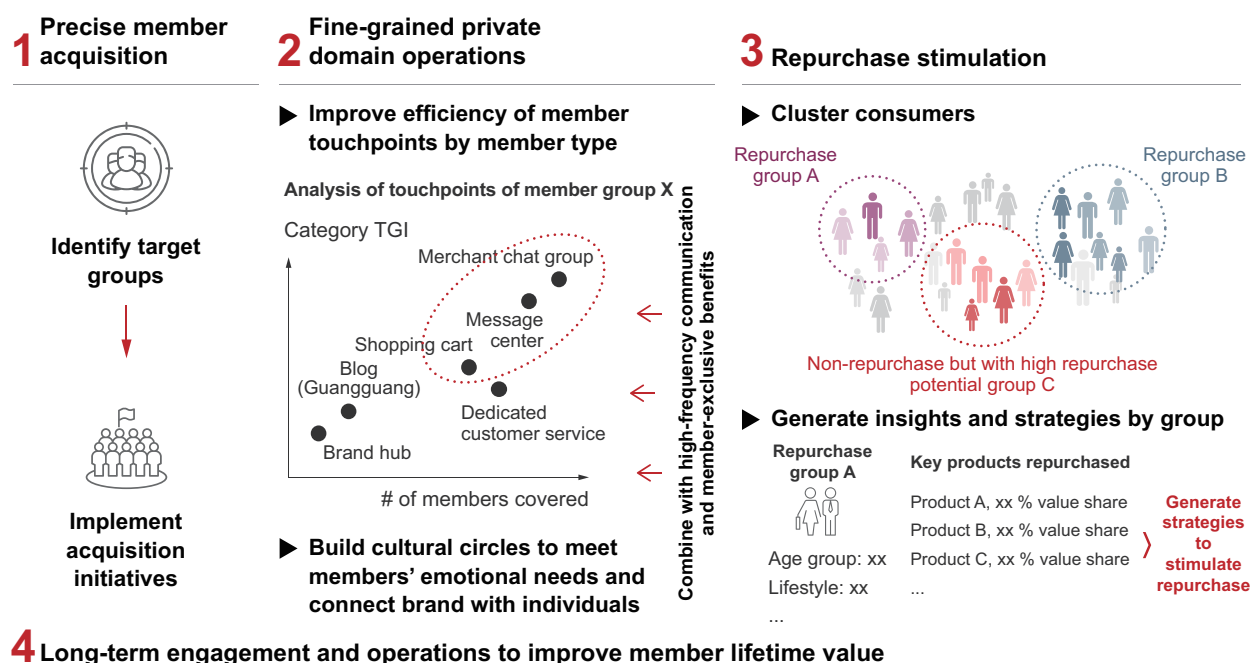 1 Precise member
acquisition
Identify target
groups
Implement
acquisition
initiatives
2 Fine-grained private
domain operations
Improve efficiency of member
touchpoints by member type
Analysis of touchpoints of member group X
Category TGI
Merchant chat group
Message
center
Shopping cart
Blog
(Guangguang)
Dedicated
customer service
Brand hub
# of members covered
Build cultural circles to meet
members’ emotional needs and
connect brand with individuals
Combine with high-frequency communication
and member-exclusive benefits
3 Repurchase stimulation
Cluster consumers
Repurchase
group A
Repurchase
group B
Non-repurchase but with high repurchase
potential group C
Generate insights and strategies by group
Repurchase
group A
Age group: xx
Lifestyle: xx
...
Key products repurchased
Product A, xx % value share
Product B, xx % value share
Product C, xx % value share
...
Generate
strategies
to
stimulate
repurchase
4 Long-term engagement and operations to improve member lifetime value